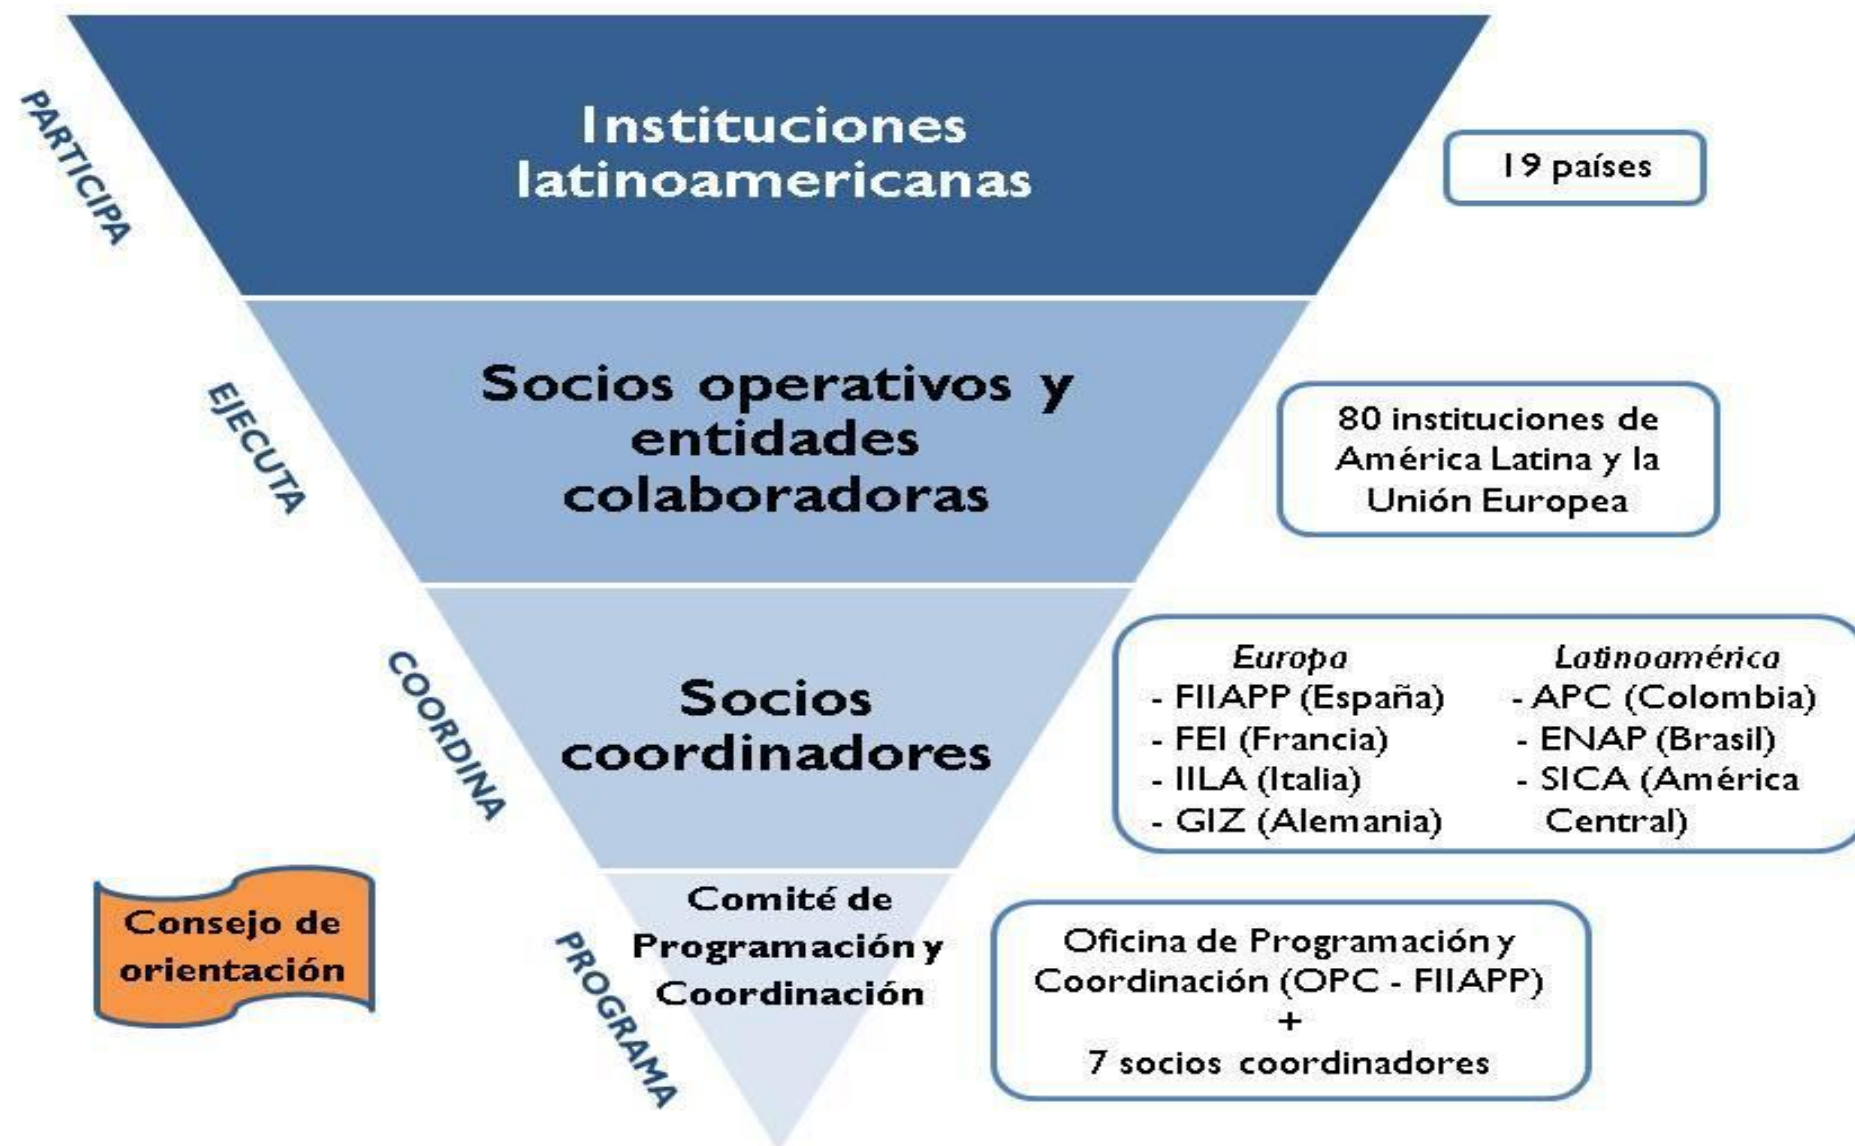 PARTICIPA
Instituciones
latinoamericanas
19 países
EJECUTA
Socios operativos y
entidades
colaboradoras
80 instituciones de
América Latina y la
Unión Europea
COORDINA
Socios
coordinadores
Europa
- FIIAPP (España)
- FEI (Francia)
- IILA (Italia)
- GIZ (Alemania)
Latinoamérica
- APC (Colombia)
- ENAP (Brasil)
- SICA (América
Central)
Consejo de
orientación
PROGRAMA
Comité de
Programación y
Coordinación
Oficina de Programación y
Coordinación (OPC - FIIAPP)
+
7 socios coordinadores